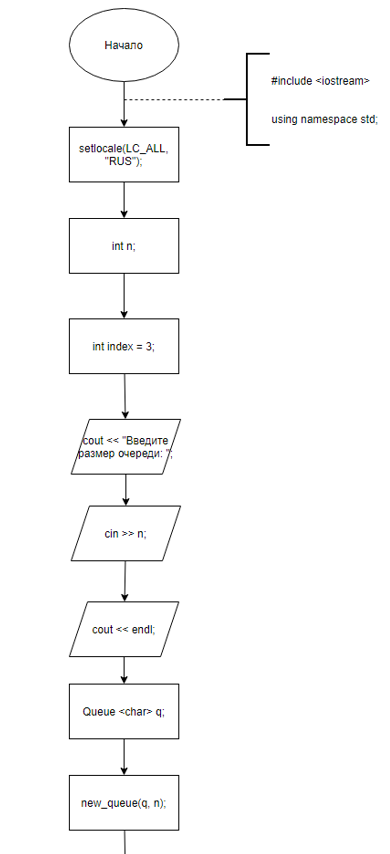 Начало
#include <iostream>
using namespace std;
setlocale(LC_ALL,
"RUS");
int n;
int index = 3;
cout << "Введите
размер очереди: ";
cin >> n;
cout << endl;
Queue <char> q;
new_queue(q, n);